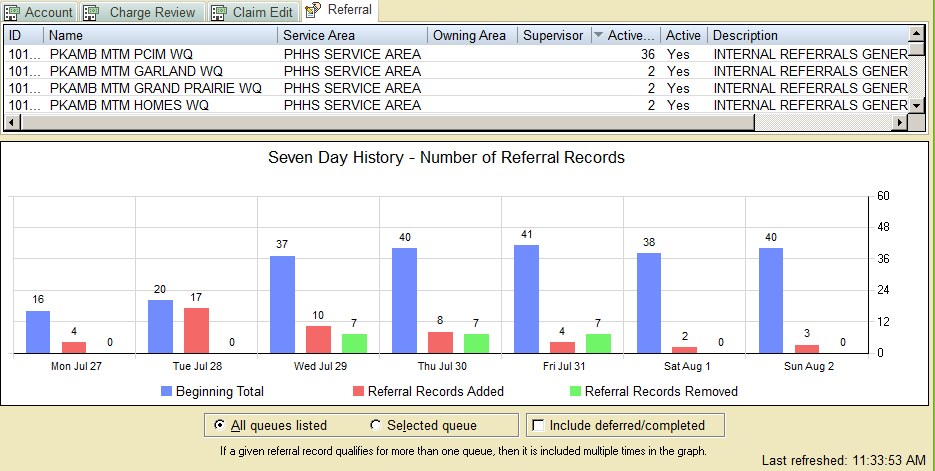 Account Charge Review Claim Edit Referral
ID Name Service Area Owning Area Supervisor Active... Active Description
101... PKAMB MTM PCIM WQ PHHS SERVICE AREA 36 Yes INTERNAL REFERRALS GENER
101... PKAMB MTM GARLAND WQ PHHS SERVICE AREA 2 Yes INTERNAL REFERRALS GENER
101... PKAMB MTM GRAND PRAIRIE WQ PHHS SERVICE AREA 2 Yes INTERNAL REFERRALS GENER
101... PKAMB MTM HOMES WQ PHHS SERVICE AREA 2 Yes INTERNAL REFERRALS GENER
Seven Day History - Number of Referral Records
60
48
36
24
12
0
16 4 0
20 17 0
37 10 7
40 8 7
41 4 7
38 2 0
40 3 0
Mon Jul 27 Tue Jul 28 Wed Jul 29 Thu Jul 30 Fri Jul 31 Sat Aug 1 Sun Aug 2
Beginning Total Referral Records Added Referral Records Removed
All queues listed Selected queue Include deferred/completed
If a given referral record qualifies for more than one queue, then it is included multiple times in the graph.
Last refreshed: 11:33:53 AM